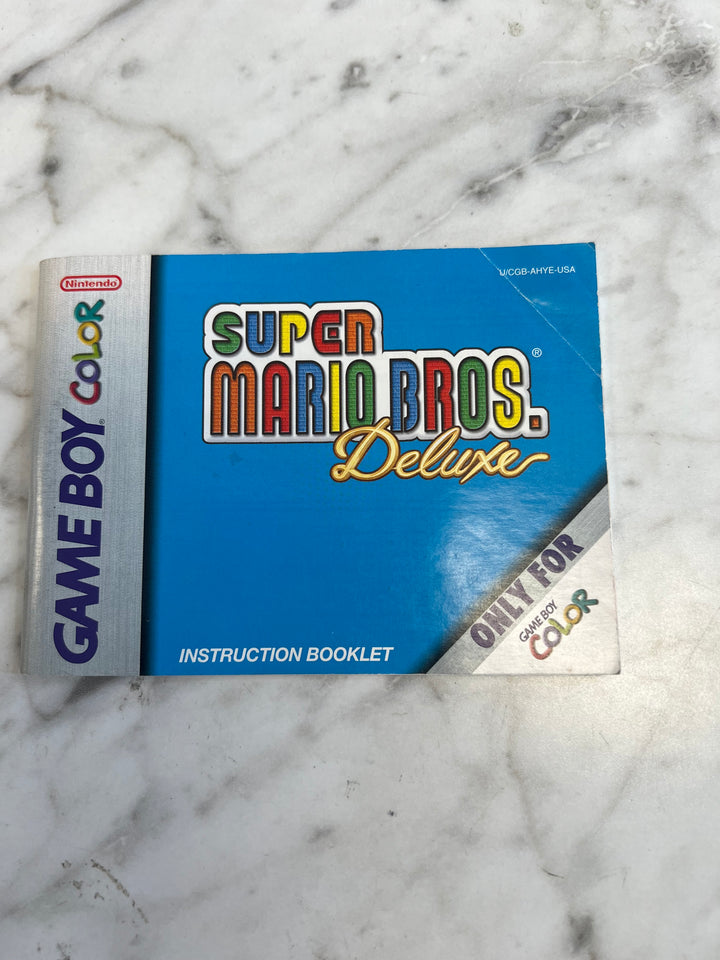 Nintendo
GAME BOY COLOR
U/CGB-AHYE-USA
SUPER
MARIO BROS.®
Deluxe
INSTRUCTION BOOKLET
ONLY FOR
GAME BOY
COLOR